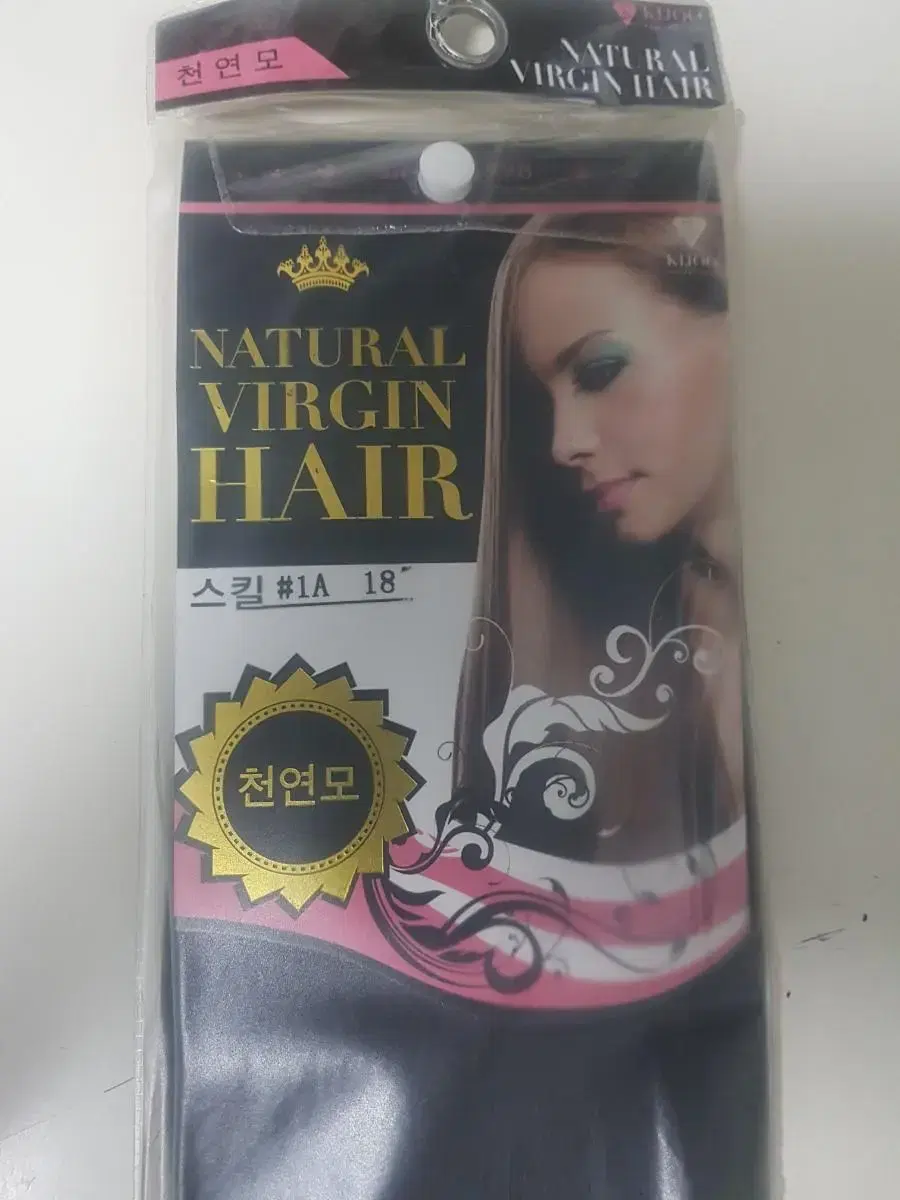 천연모
NATURAL
VIRGIN HAIR
NATURAL
VIRGIN
HAIR
스킬 #1A 18"
천연모